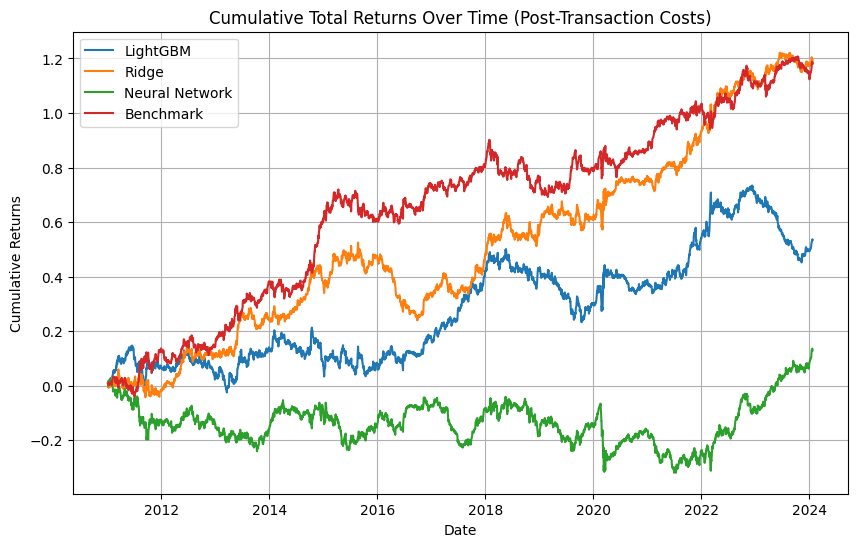 Cumulative Total Returns Over Time (Post-Transaction Costs)
LightGBM
Ridge
Neural Network
Benchmark
Cumulative Returns
1.2
1.0
0.8
0.6
0.4
0.2
0.0
−0.2
2012
2014
2016
2018
2020
2022
2024
Date